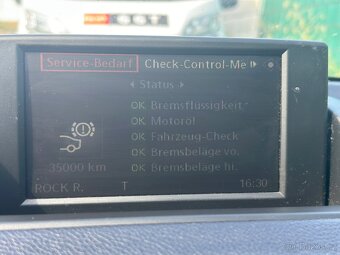 Service-Bedarf Check-Control-Me
Status
OK Bremsflüssigkeit
OK Motoröl
OK Fahrzeug-Check
OK Bremsbeläge vo.
35000 km
OK Bremsbeläge hi.
ROCK R. T 16:30